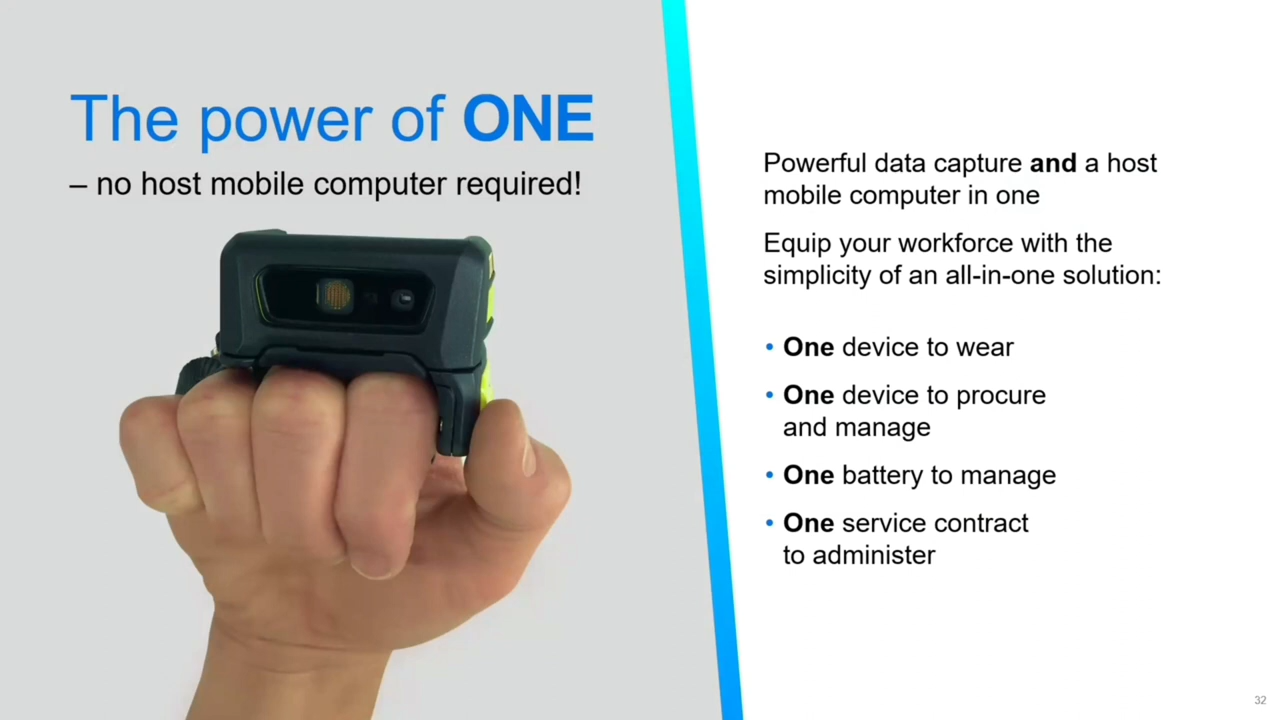 The power of ONE
– no host mobile computer required!
Powerful data capture and a host
mobile computer in one
Equip your workforce with the
simplicity of an all-in-one solution:
• One device to wear
• One device to procure
and manage
• One battery to manage
• One service contract
to administer
32